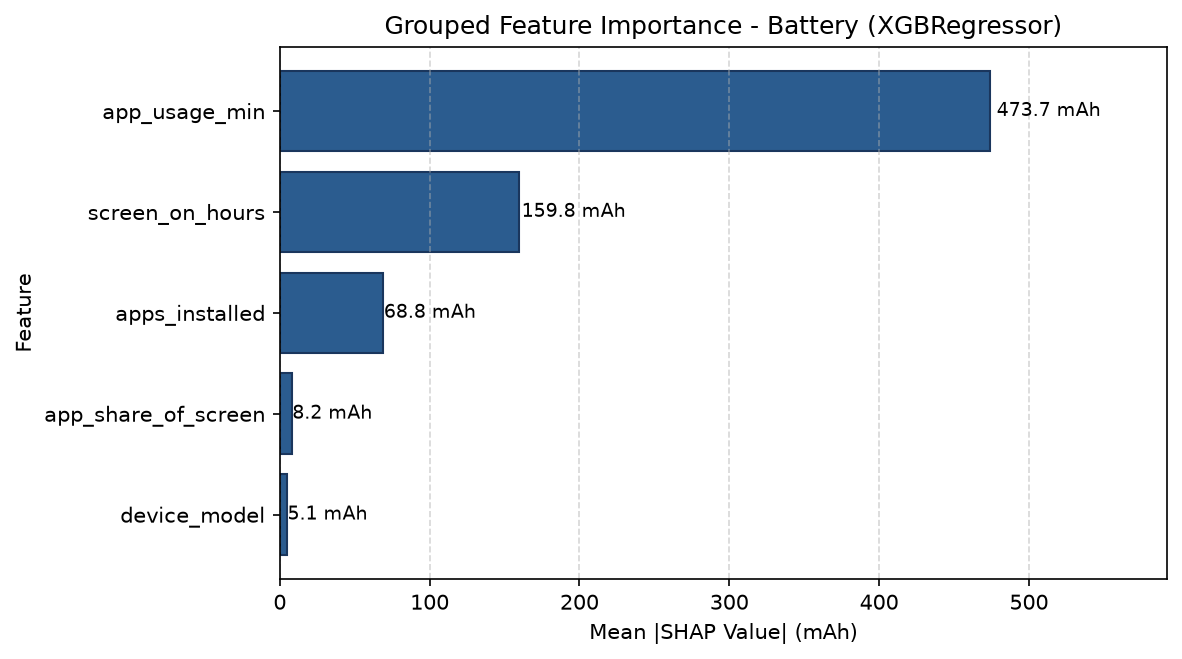 Grouped Feature Importance - Battery (XGBRegressor)
Feature
app_usage_min
473.7 mAh
screen_on_hours
159.8 mAh
apps_installed
68.8 mAh
app_share_of_screen
8.2 mAh
device_model
5.1 mAh
0 100 200 300 400 500
Mean |SHAP Value| (mAh)